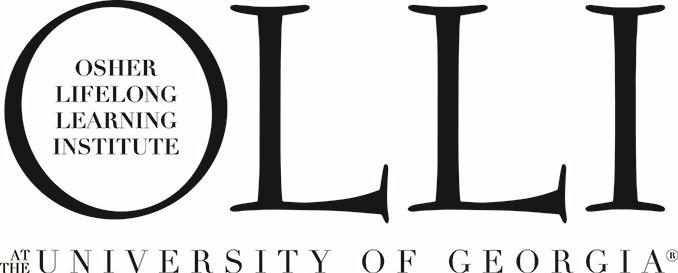 OLLI
OSHER
LIFELONG
LEARNING
INSTITUTE
AT THE UNIVERSITY OF GEORGIA®